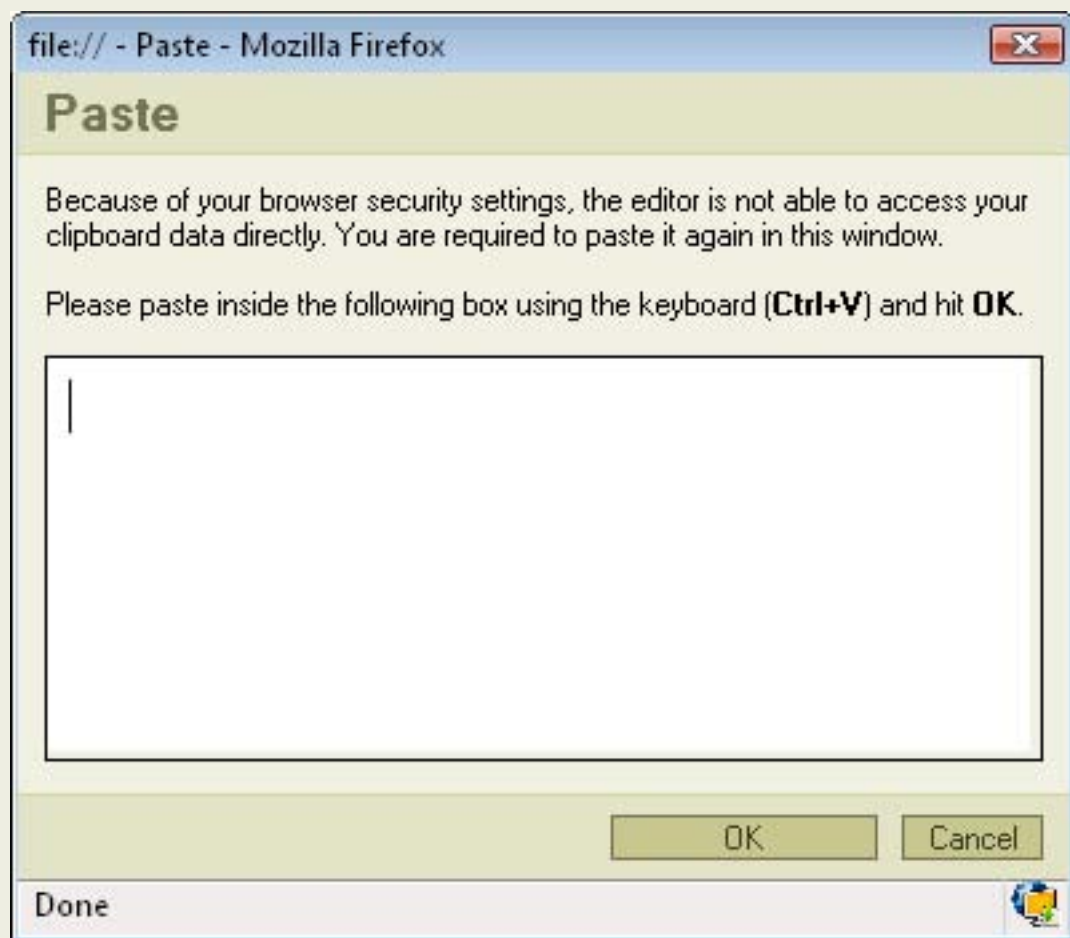 file:// - Paste - Mozilla Firefox
Paste
Because of your browser security settings, the editor is not able to access your
clipboard data directly. You are required to paste it again in this window.
Please paste inside the following box using the keyboard (Ctrl+V) and hit OK.
OK
Cancel
Done